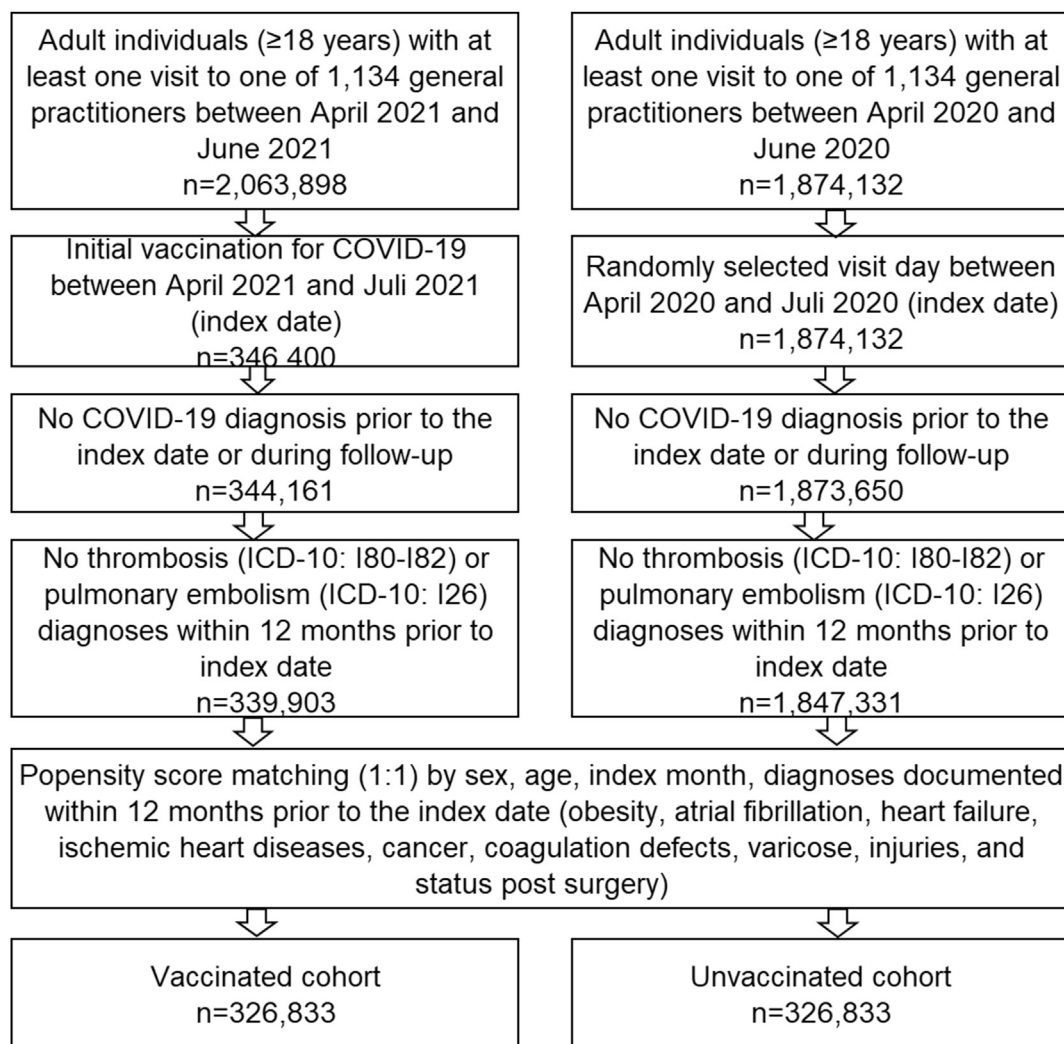 Adult individuals (≥18 years) with at
least one visit to one of 1,134 general
practitioners between April 2021 and
June 2021
n=2,063,898
Adult individuals (≥18 years) with at
least one visit to one of 1,134 general
practitioners between April 2020 and
June 2020
n=1,874,132
Initial vaccination for COVID-19
between April 2021 and Juli 2021
(index date)
n=346 400
Randomly selected visit day between
April 2020 and Juli 2020 (index date)
n=1,874,132
No COVID-19 diagnosis prior to the
index date or during follow-up
n=344,161
No COVID-19 diagnosis prior to the
index date or during follow-up
n=1,873,650
No thrombosis (ICD-10: I80-I82) or
pulmonary embolism (ICD-10: I26)
diagnoses within 12 months prior to
index date
n=339,903
No thrombosis (ICD-10: I80-I82) or
pulmonary embolism (ICD-10: I26)
diagnoses within 12 months prior to
index date
n=1,847,331
Popensity score matching (1:1) by sex, age, index month, diagnoses documented
within 12 months prior to the index date (obesity, atrial fibrillation, heart failure,
ischemic heart diseases, cancer, coagulation defects, varicose, injuries, and
status post surgery)
Vaccinated cohort
n=326,833
Unvaccinated cohort
n=326,833